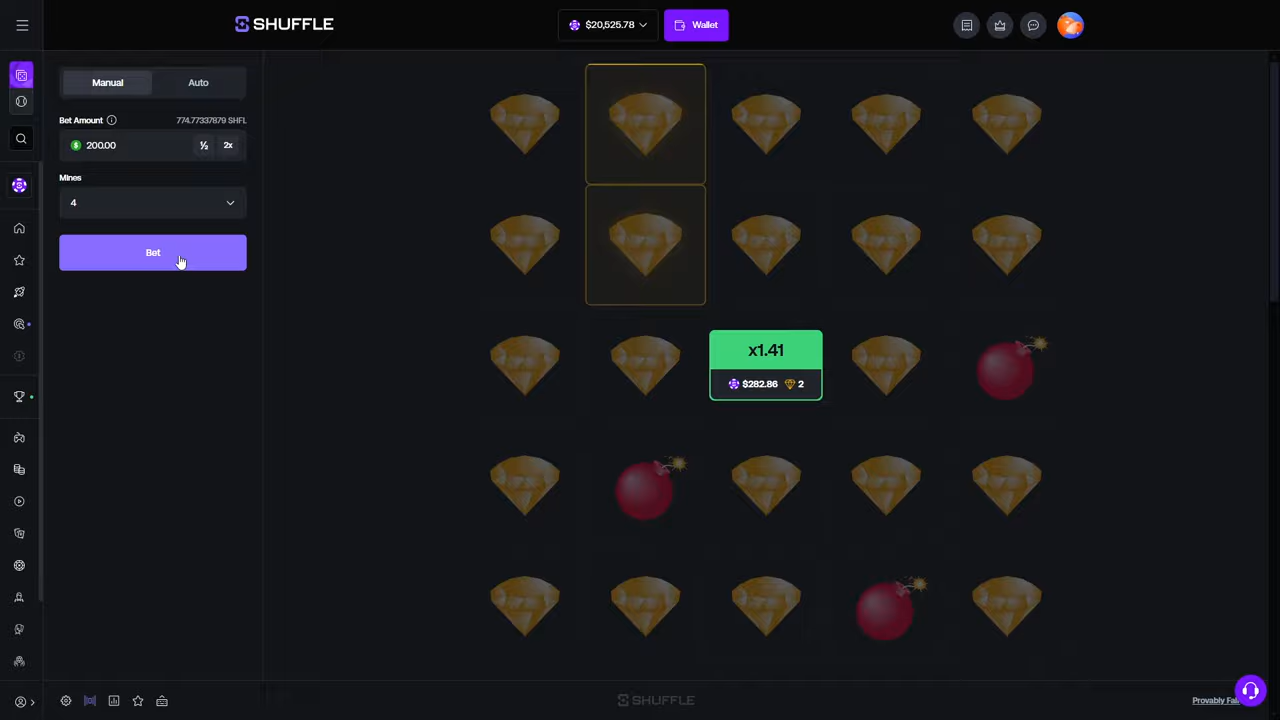 SHUFFLE
$20,525.78
Wallet
Manual
Auto
Bet Amount
774.77337879 SHFL
$
200.00
½
2x
Mines
4
Bet
x1.41
$282.86
2
SHUFFLE
Provably